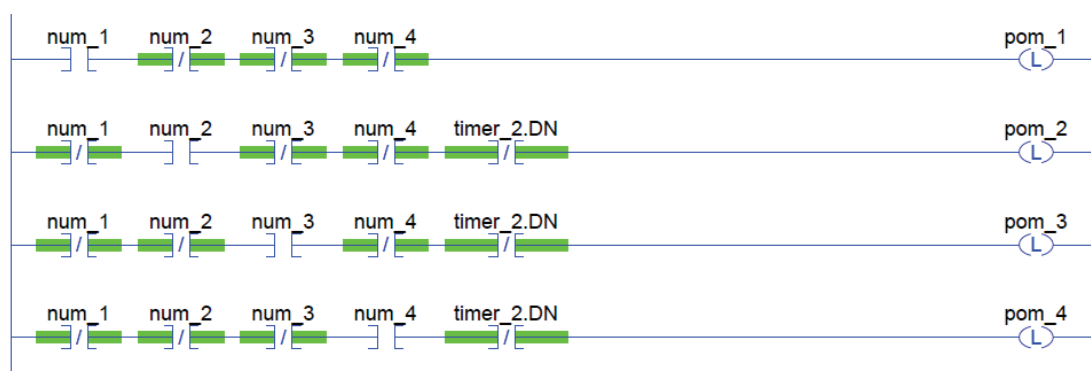 num_1 num_2 num_3 num_4 pom_1
L
num_1 num_2 num_3 num_4 timer_2.DN pom_2
L
num_1 num_2 num_3 num_4 timer_2.DN pom_3
L
num_1 num_2 num_3 num_4 timer_2.DN pom_4
L